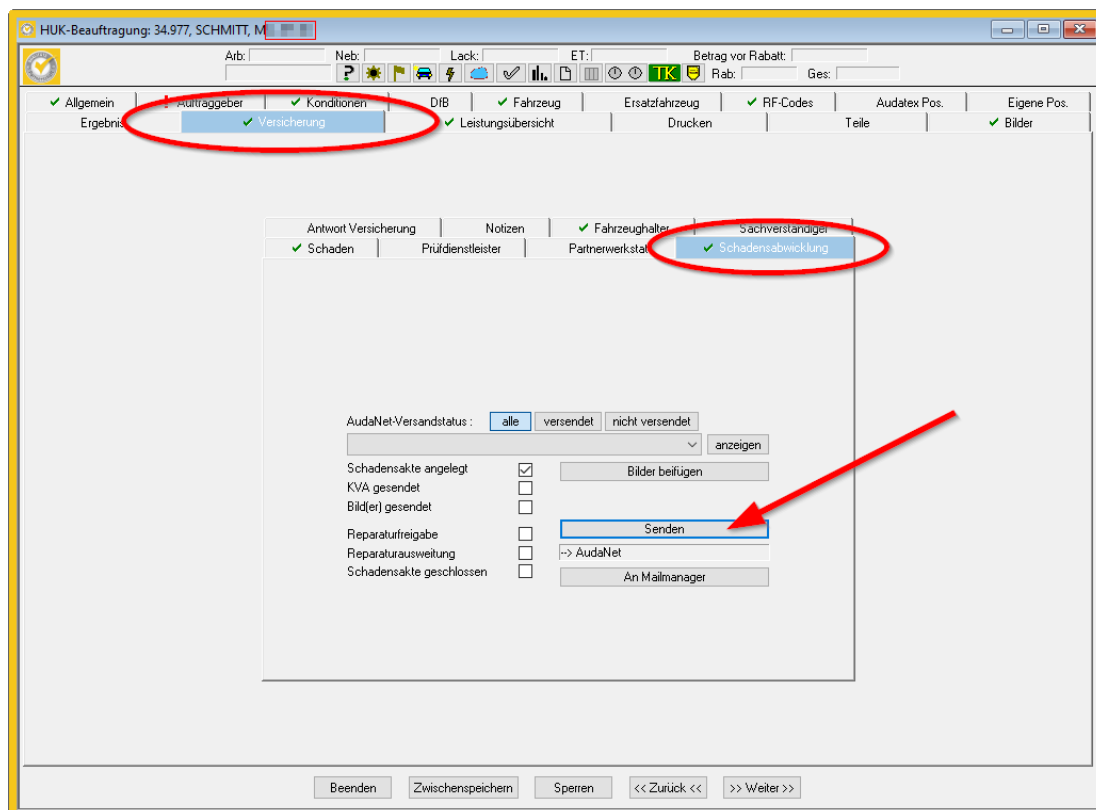 HUK-Beauftragung: 34.977, SCHMITT, M
Arb: Neb: Lack: ET: Betrag vor Rabatt:
? TK Rab: Ges:
Allgemein Auftraggeber Konditionen DfB Fahrzeug Ersatzfahrzeug RF-Codes Audatex Pos. Eigene Pos.
Versicherung Leistungsübersicht Drucken Teile Bilder
Antwort Versicherung Notizen Fahrzeughalter Sachverständiger
Schaden Prüfdienstleister Schadensabwicklung
AudaNet-Versandstatus : alle versendet nicht versendet
anzeigen
Schadensakte angelegt Bilder beifügen
KVA gesendet
Bild(er) gesendet
Reparaturfreigabe Senden
Reparaturausweitung --> AudaNet
Schadensakte geschlossen An Mailmanager
Beenden Zwischenspeichern Sperren << Zurück << >> Weiter >>